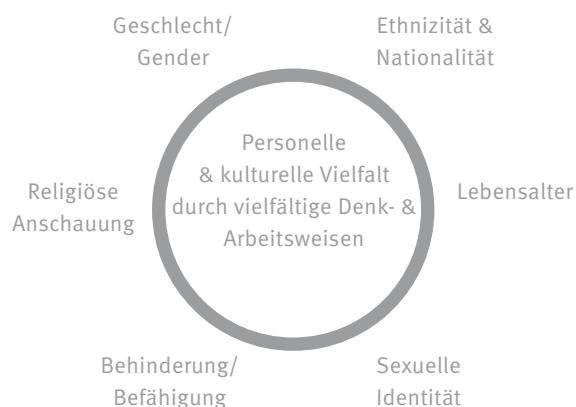 Geschlecht/
Gender
Ethnizität &
Nationalität
Personelle
& kulturelle Vielfalt
durch vielfältige Denk- &
Arbeitsweisen
Religiöse
Anschauung
Lebensalter
Behinderung/
Befähigung
Sexuelle
Identität